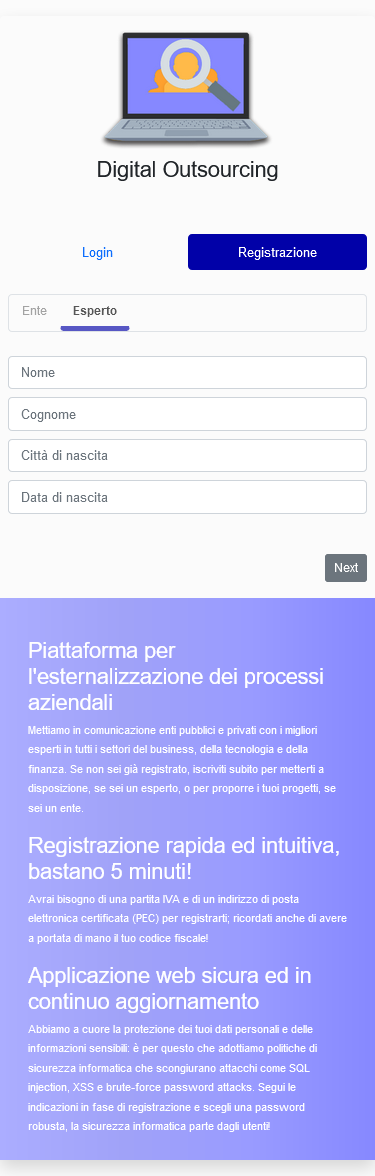 Digital Outsourcing
Login
Registrazione
Ente
Esperto
Nome
Cognome
Città di nascita
Data di nascita
Next
Piattaforma per
l'esternalizzazione dei processi
aziendali
Mettiamo in comunicazione enti pubblici e privati con i migliori
esperti in tutti i settori del business, della tecnologia e della
finanza. Se non sei già registrato, iscriviti subito per metterti a
disposizione, se sei un esperto, o per proporre i tuoi progetti, se
sei un ente.
Registrazione rapida ed intuitiva,
bastano 5 minuti!
Avrai bisogno di una partita IVA e di un indirizzo di posta
elettronica certificata (PEC) per registrarti; ricordati anche di avere
a portata di mano il tuo codice fiscale!
Applicazione web sicura ed in
continuo aggiornamento
Abbiamo a cuore la protezione dei tuoi dati personali e delle
informazioni sensibili: è per questo che adottiamo politiche di
sicurezza informatica che scongiurano attacchi come SQL
injection, XSS e brute-force password attacks. Segui le
indicazioni in fase di registrazione e scegli una password
robusta, la sicurezza informatica parte dagli utenti!